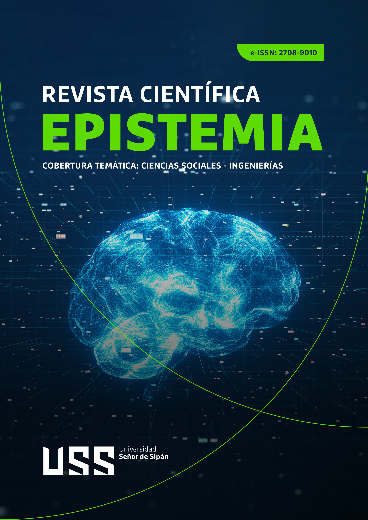 e-ISSN: 2708-9010
REVISTA CIENTÍFICA
EPISTEMIA
COBERTURA TEMÁTICA: CIENCIAS SOCIALES - INGENIERÍAS
USS
Universidad
Señor de Sipán